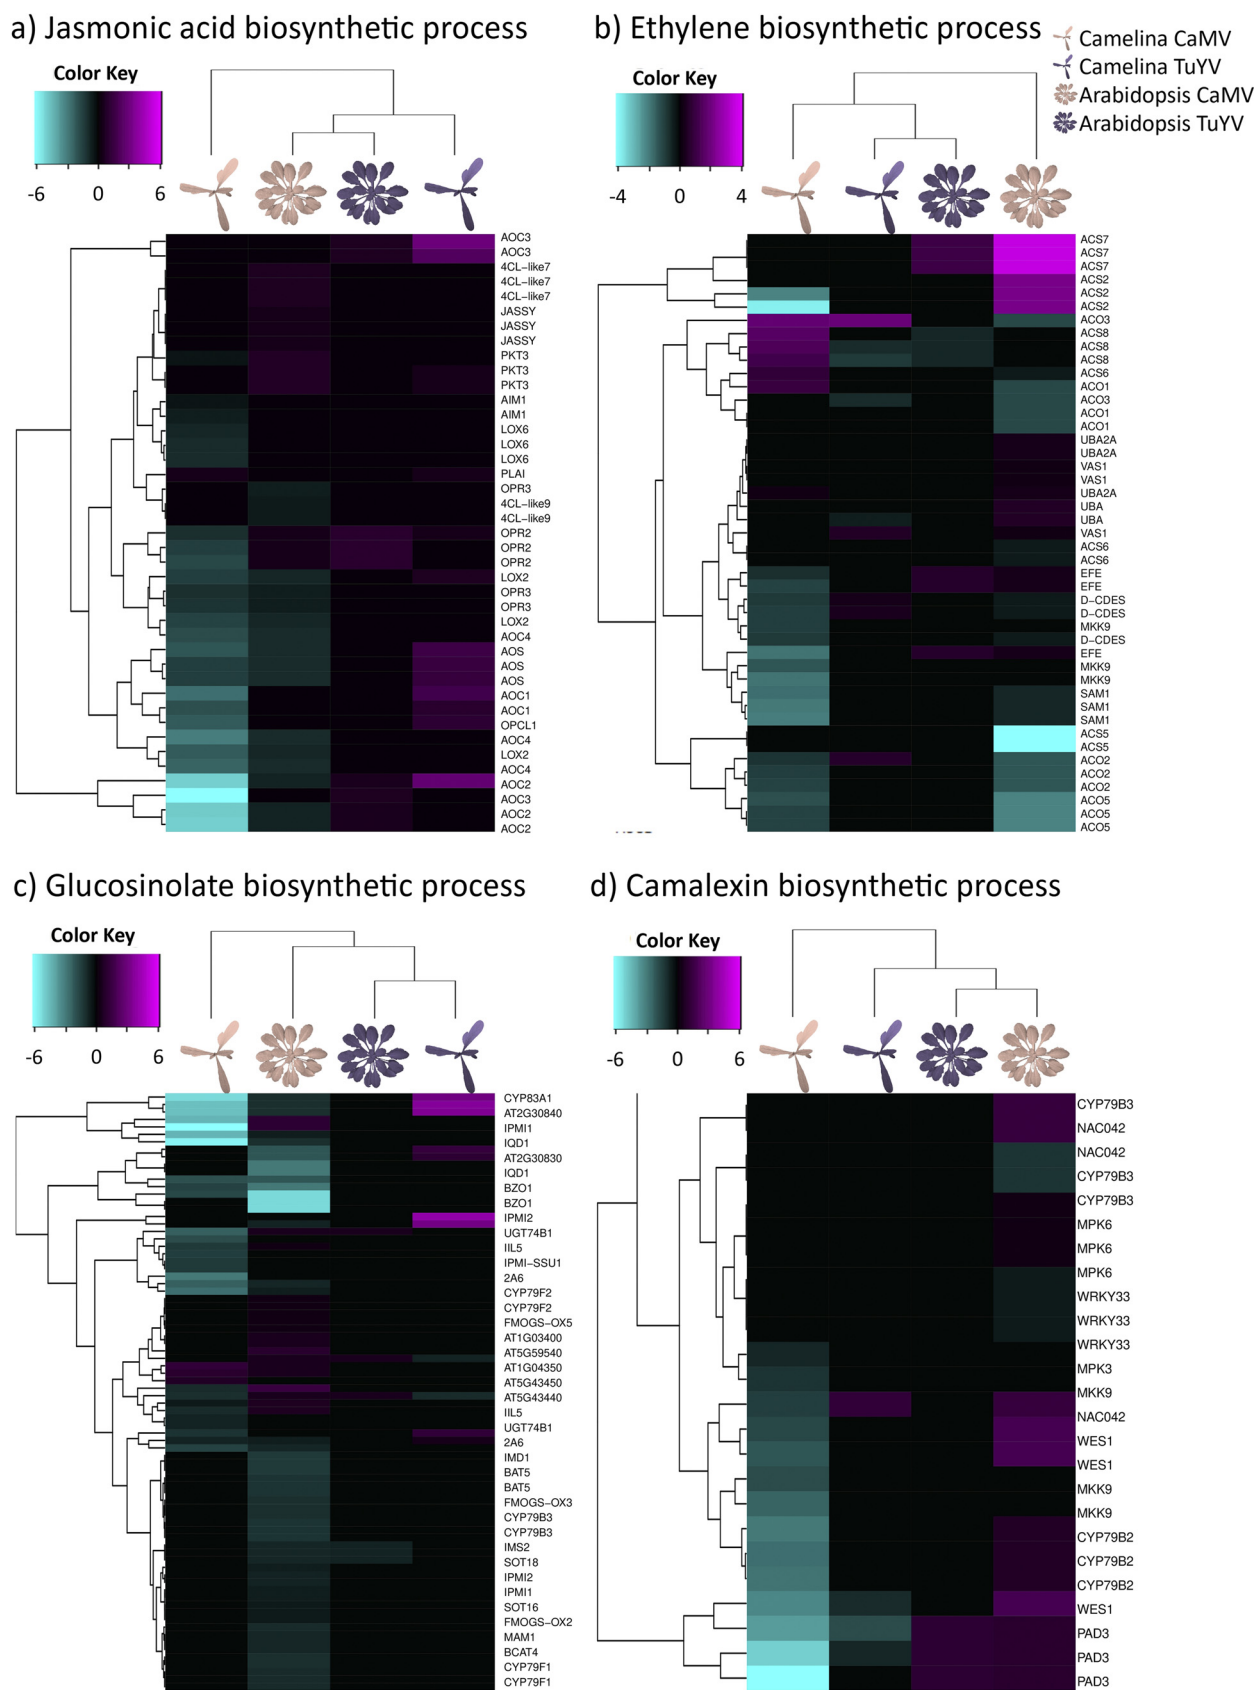 a) Jasmonic acid biosynthetic process
b) Ethylene biosynthetic process
Camelina CaMV
Camelina TuYV
Arabidopsis CaMV
Arabidopsis TuYV
Color Key
-6 0 6
AOC3
AOC3
4CL-like7
4CL-like7
4CL-like7
JASSY
JASSY
JASSY
PKT3
PKT3
PKT3
AIM1
AIM1
LOX6
LOX6
LOX6
PLAI
OPR3
4CL-like9
4CL-like9
OPR2
OPR2
OPR2
LOX2
OPR3
OPR3
LOX2
AOC4
AOS
AOS
AOS
AOC1
AOC1
OPCL1
AOC4
LOX2
AOC4
AOC2
AOC3
AOC2
AOC2
Color Key
-4 0 4
ACS7
ACS7
ACS7
ACS2
ACS2
ACS2
ACO3
ACS8
ACS8
ACS8
ACS6
ACO1
ACO3
ACO1
ACO1
UBA2A
UBA2A
VAS1
VAS1
UBA2A
UBA
UBA
VAS1
ACS6
ACS6
EFE
EFE
D-CDES
D-CDES
MKK9
D-CDES
EFE
MKK9
MKK9
SAM1
SAM1
SAM1
ACS5
ACS5
ACO2
ACO2
ACO2
ACO5
ACO5
ACO5
c) Glucosinolate biosynthetic process
Color Key
-6 0 6
CYP83A1
AT2G30840
IPMI1
IQD1
AT2G30830
IQD1
BZO1
BZO1
IPMI2
UGT74B1
IIL5
IPMI-SSU1
2A6
CYP79F2
CYP79F2
FMOGS-OX5
AT1G03400
AT5G59540
AT1G04350
AT5G43450
AT5G43440
IIL5
UGT74B1
2A6
IMD1
BAT5
BAT5
FMOGS-OX3
CYP79B3
CYP79B3
IMS2
SOT18
IPMI2
IPMI1
SOT16
FMOGS-OX2
MAM1
BCAT4
CYP79F1
CYP79F1
d) Camalexin biosynthetic process
Color Key
-6 0 6
CYP79B3
NAC042
NAC042
CYP79B3
CYP79B3
MPK6
MPK6
MPK6
WRKY33
WRKY33
WRKY33
MPK3
MKK9
NAC042
WES1
WES1
MKK9
MKK9
CYP79B2
CYP79B2
CYP79B2
WES1
PAD3
PAD3
PAD3